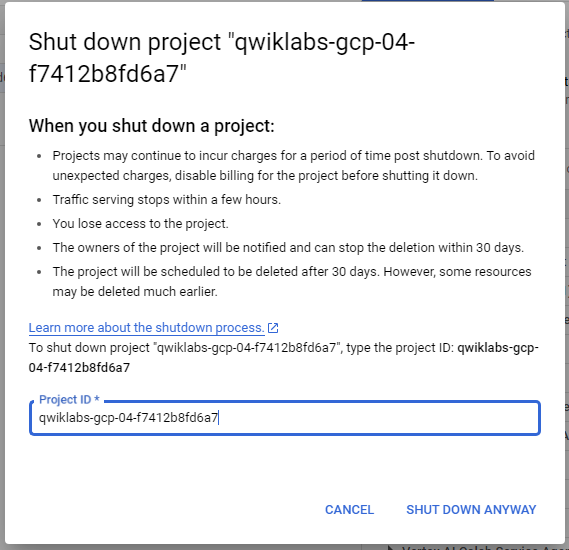 Shut down project "qwiklabs-gcp-04-
f7412b8fd6a7"
When you shut down a project:
• Projects may continue to incur charges for a period of time post shutdown. To avoid
unexpected charges, disable billing for the project before shutting it down.
• Traffic serving stops within a few hours.
• You lose access to the project.
• The owners of the project will be notified and can stop the deletion within 30 days.
• The project will be scheduled to be deleted after 30 days. However, some resources
may be deleted much earlier.
Learn more about the shutdown process.
To shut down project "qwiklabs-gcp-04-f7412b8fd6a7", type the project ID: qwiklabs-gcp-
04-f7412b8fd6a7
Project ID *
qwiklabs-gcp-04-f7412b8fd6a7
CANCEL SHUT DOWN ANYWAY